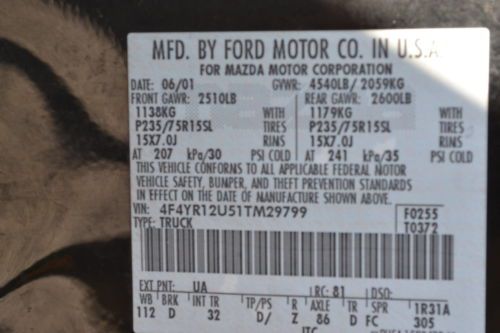 MFD. BY FORD MOTOR CO. IN U.S.A.
FOR MAZDA MOTOR CORPORATION
DATE: 06/01 GVWR: 4540LB/ 2059KG
FRONT GAWR: 2510LB REAR GAWR: 2600LB
1138KG WITH 1179KG WITH
P235/75R15SL TIRES P235/75R15SL TIRES
15X7.0J RIMS 15X7.0J RIMS
AT 207 kPa/30 PSI COLD AT 241 kPa/35 PSI COLD
THIS VEHICLE CONFORMS TO ALL APPLICABLE FEDERAL MOTOR
VEHICLE SAFETY, BUMPER, AND THEFT PREVENTION STANDARDS
IN EFFECT ON THE DATE OF MANUFACTURE SHOWN ABOVE.
VIN: 4F4YR12U51TM29799 F0255
TYPE: TRUCK T0372
EXT PNT: UA RC: 81 DSO:
WB BRK INT TR TP/PS R AXLE TR SPR 1R31A
112 D 32 D/ Z 86 D FC 305